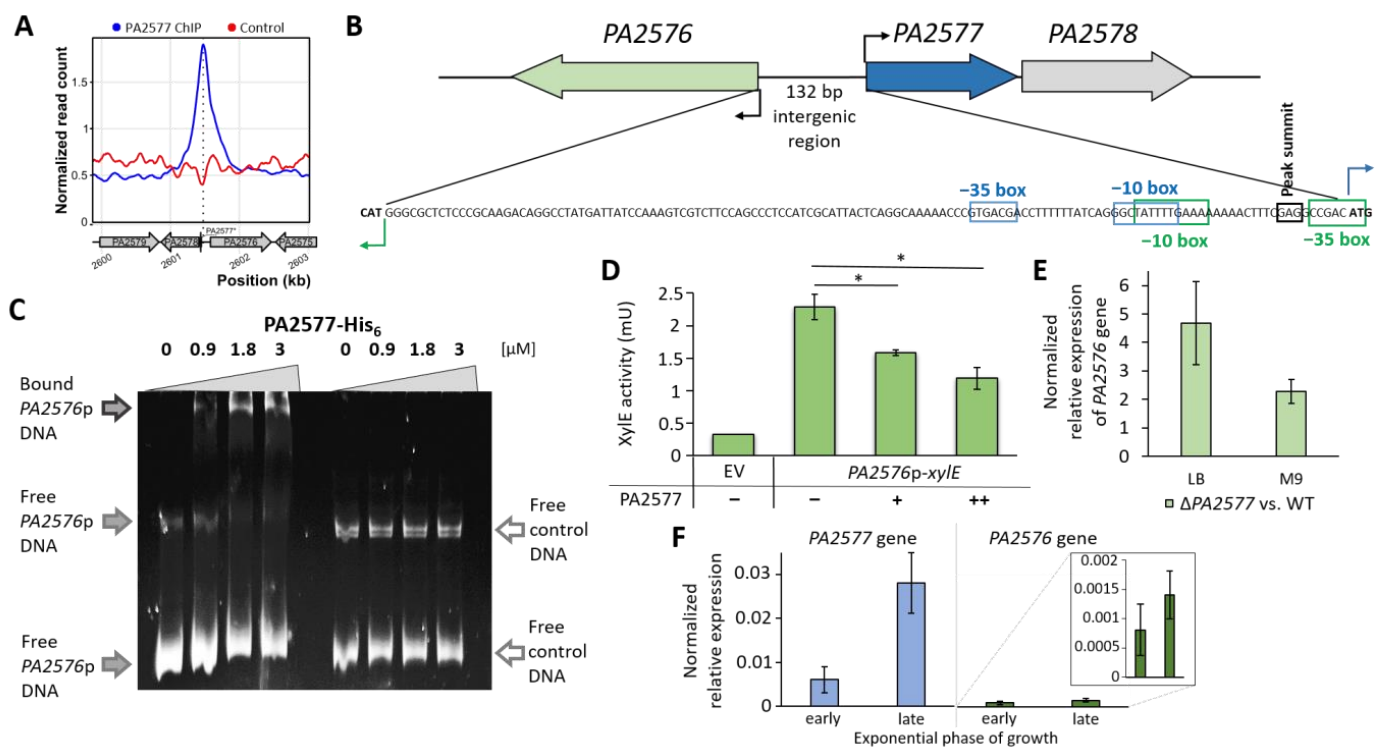 A
PA2577 ChIP
Control
Normalized read count
1.5
1
0.5
0
PA2579
PA2578
PA2577*
PA2576
PA2575
2600
2601
2602
2603
Position (kb)
B
PA2576
PA2577
PA2578
132 bp
intergenic
region
Peak summit
−35 box
−10 box
CAT GGGCGCTCTCCCGCAAGACAGGCCTATGATTATCCAAAGTCGTCTTCCAGCCCTCCATCGCATTACTCAGGCAAAAACCCGTGACGACCTTTTTTATCAGGGCTATTTTGAAAAAAAAACTTTCGAGGCCGAC ATG
−10 box
−35 box
C
PA2577-His6
0 0.9 1.8 3 0 0.9 1.8 3 [µM]
Bound
PA2576p
DNA
Free
PA2576p
DNA
Free
control
DNA
Free
PA2576p
DNA
Free
control
DNA
D
XylE activity (mU)
2.5
2
1.5
1
0.5
0
*
*
EV
PA2576p-xylE
PA2577 − − + ++
E
Normalized
relative expression
of PA2576 gene
6
5
4
3
2
1
0
LB
M9
ΔPA2577 vs. WT
F
PA2577 gene
PA2576 gene
Normalized
relative expression
0.03
0.02
0.01
0
0.002
0.0015
0.001
0.0005
0
early
late
early
late
Exponential phase of growth